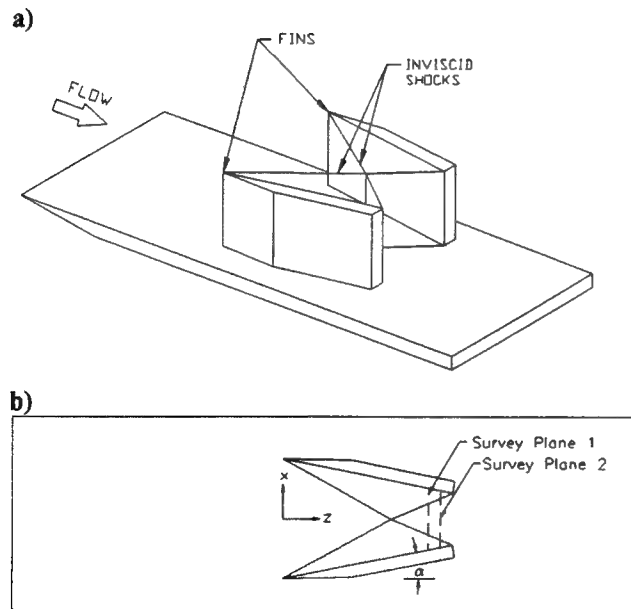 a)
FINS
INVISCID
SHOCKS
FLOW
b)
Survey Plane 1
Survey Plane 2
x
z
α